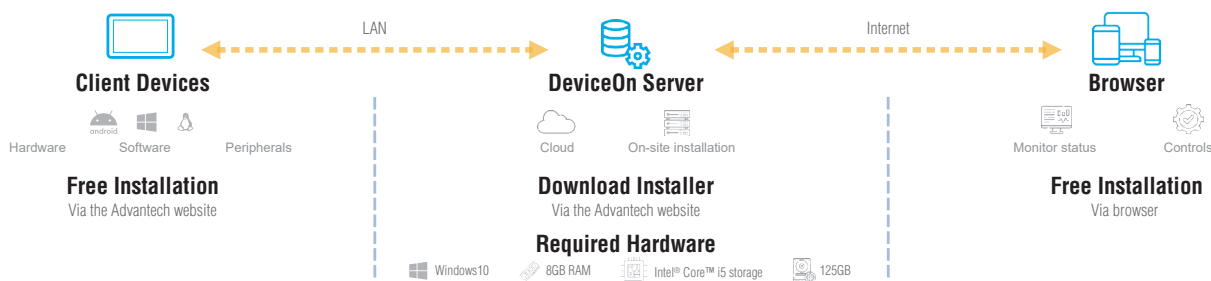 LAN
Internet
Client Devices
DeviceOn Server
Browser
android
Hardware
Software
Peripherals
Cloud
On-site installation
Monitor status
Controls
Free Installation
Via the Advantech website
Download Installer
Via the Advantech website
Free Installation
Via browser
Required Hardware
Windows10
8GB RAM
Intel® Core™ i5 storage
125GB